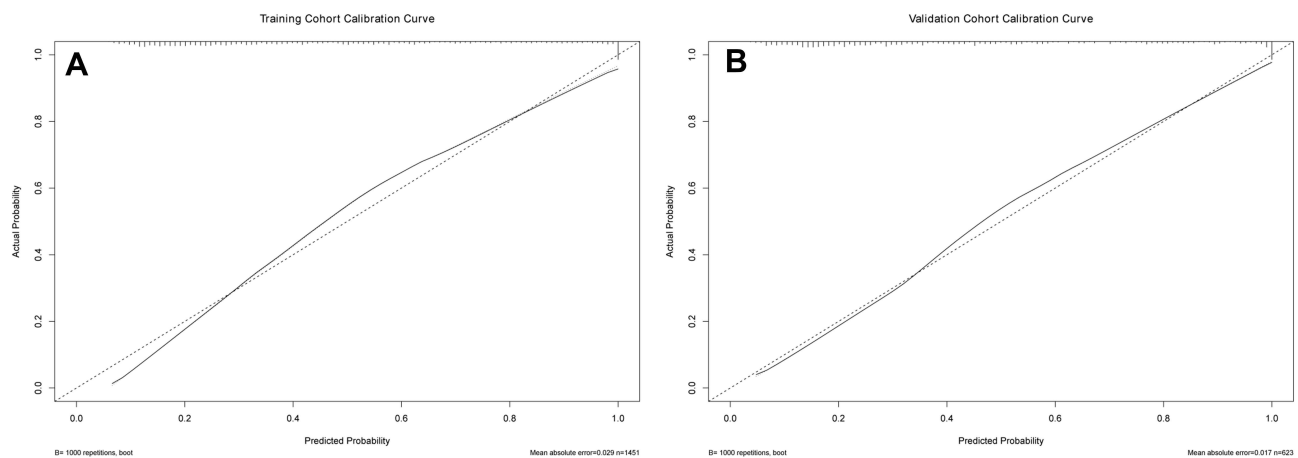 Training Cohort Calibration Curve
A
1.0
0.8
0.6
0.4
0.2
0.0
Actual Probability
0.0 0.2 0.4 0.6 0.8 1.0
Predicted Probability
B= 1000 repetitions, boot
Mean absolute error=0.029 n=1451
Validation Cohort Calibration Curve
B
1.0
0.8
0.6
0.4
0.2
0.0
Actual Probability
0.0 0.2 0.4 0.6 0.8 1.0
Predicted Probability
B= 1000 repetitions, boot
Mean absolute error=0.017 n=623